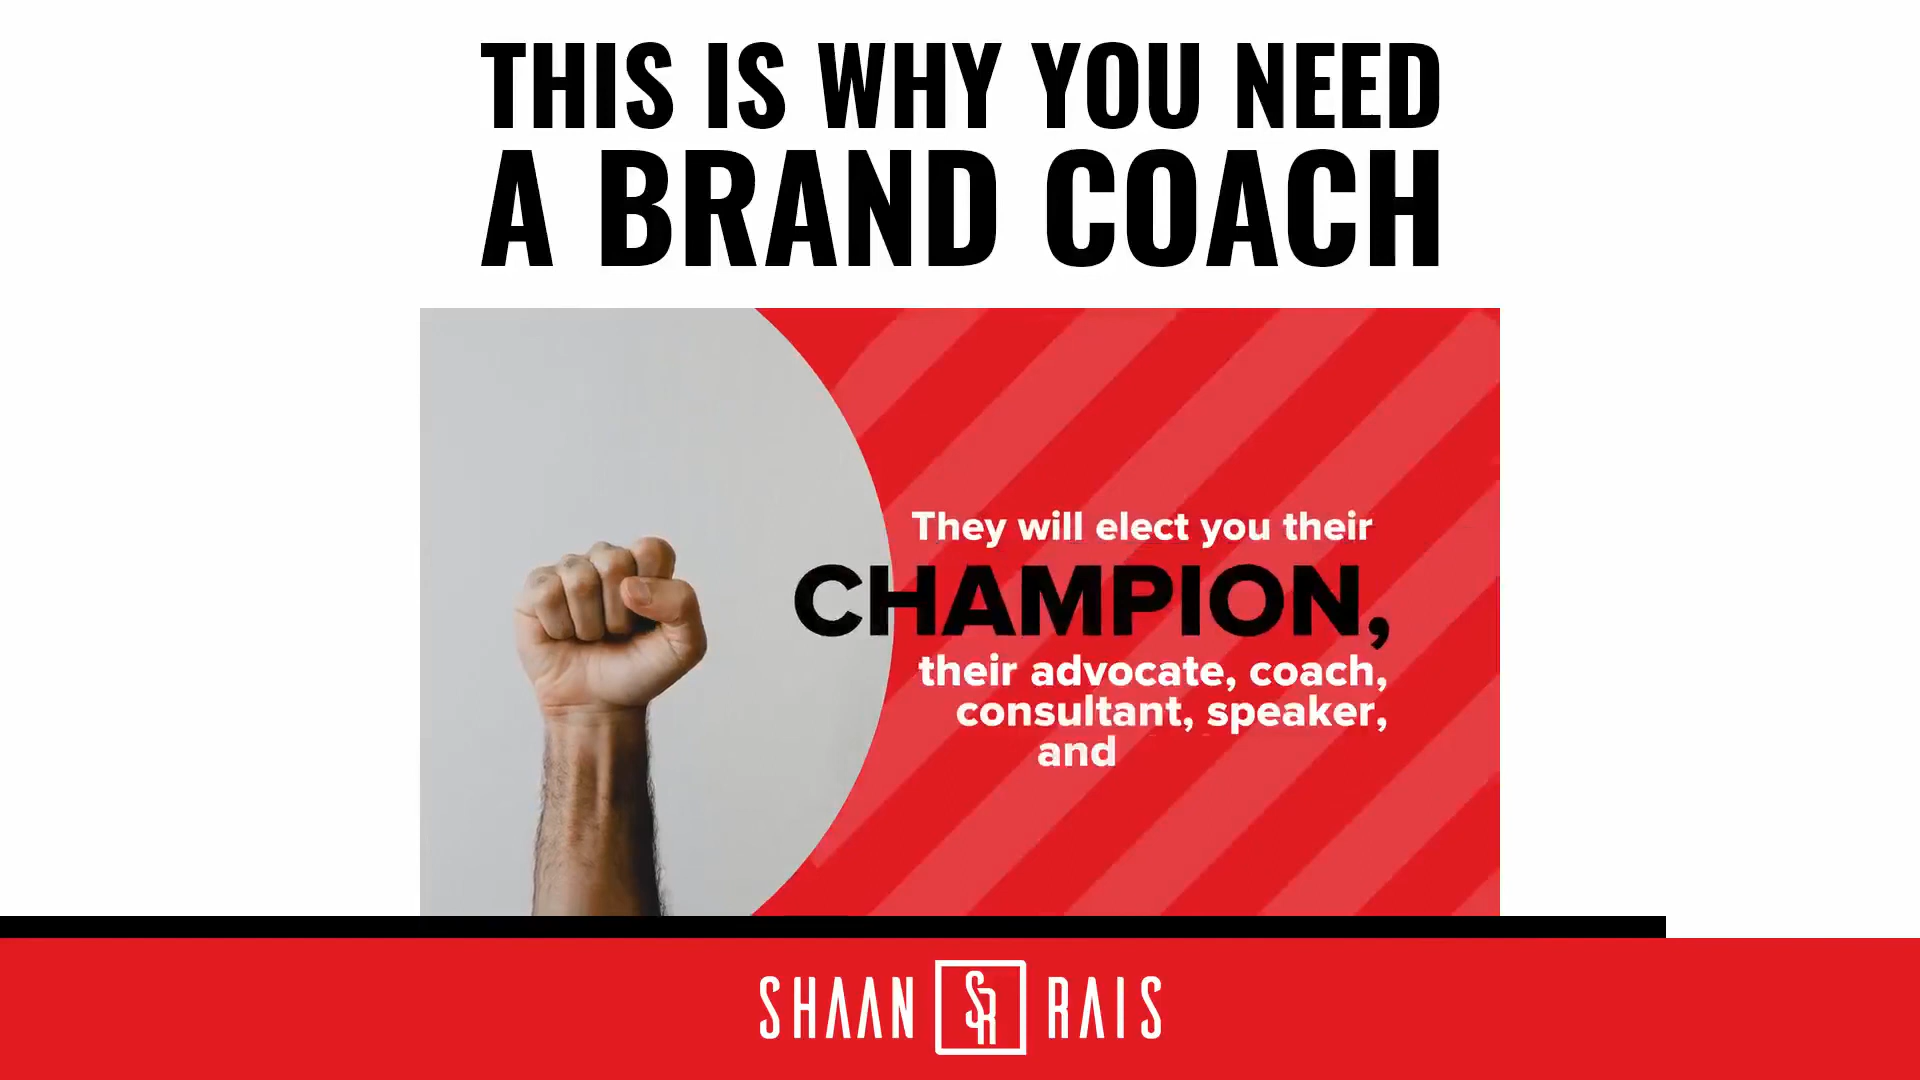 THIS IS WHY YOU NEED
A BRAND COACH
They will elect you their
CHAMPION,
their advocate, coach,
consultant, speaker,
and
SHAAN SR RAIS